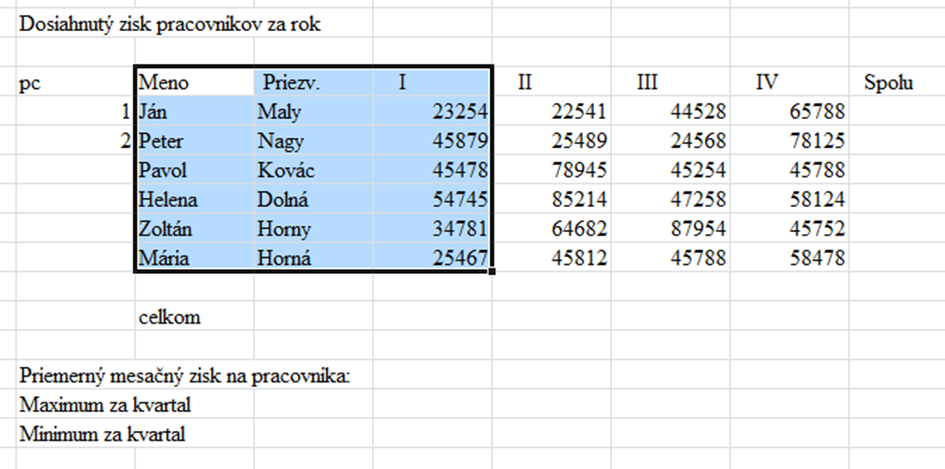 Dosiahnutý zisk pracovnikov za rok
pc Meno Priezv. I II III IV Spolu
1 Ján Maly 23254 22541 44528 65788
2 Peter Nagy 45879 25489 24568 78125
Pavol Kovác 45478 78945 45254 45788
Helena Dolná 54745 85214 47258 58124
Zoltán Horny 34781 64682 87954 45752
Mária Horná 25467 45812 45788 58478
celkom
Priemerný mesačný zisk na pracovnika:
Maximum za kvartal
Minimum za kvartal